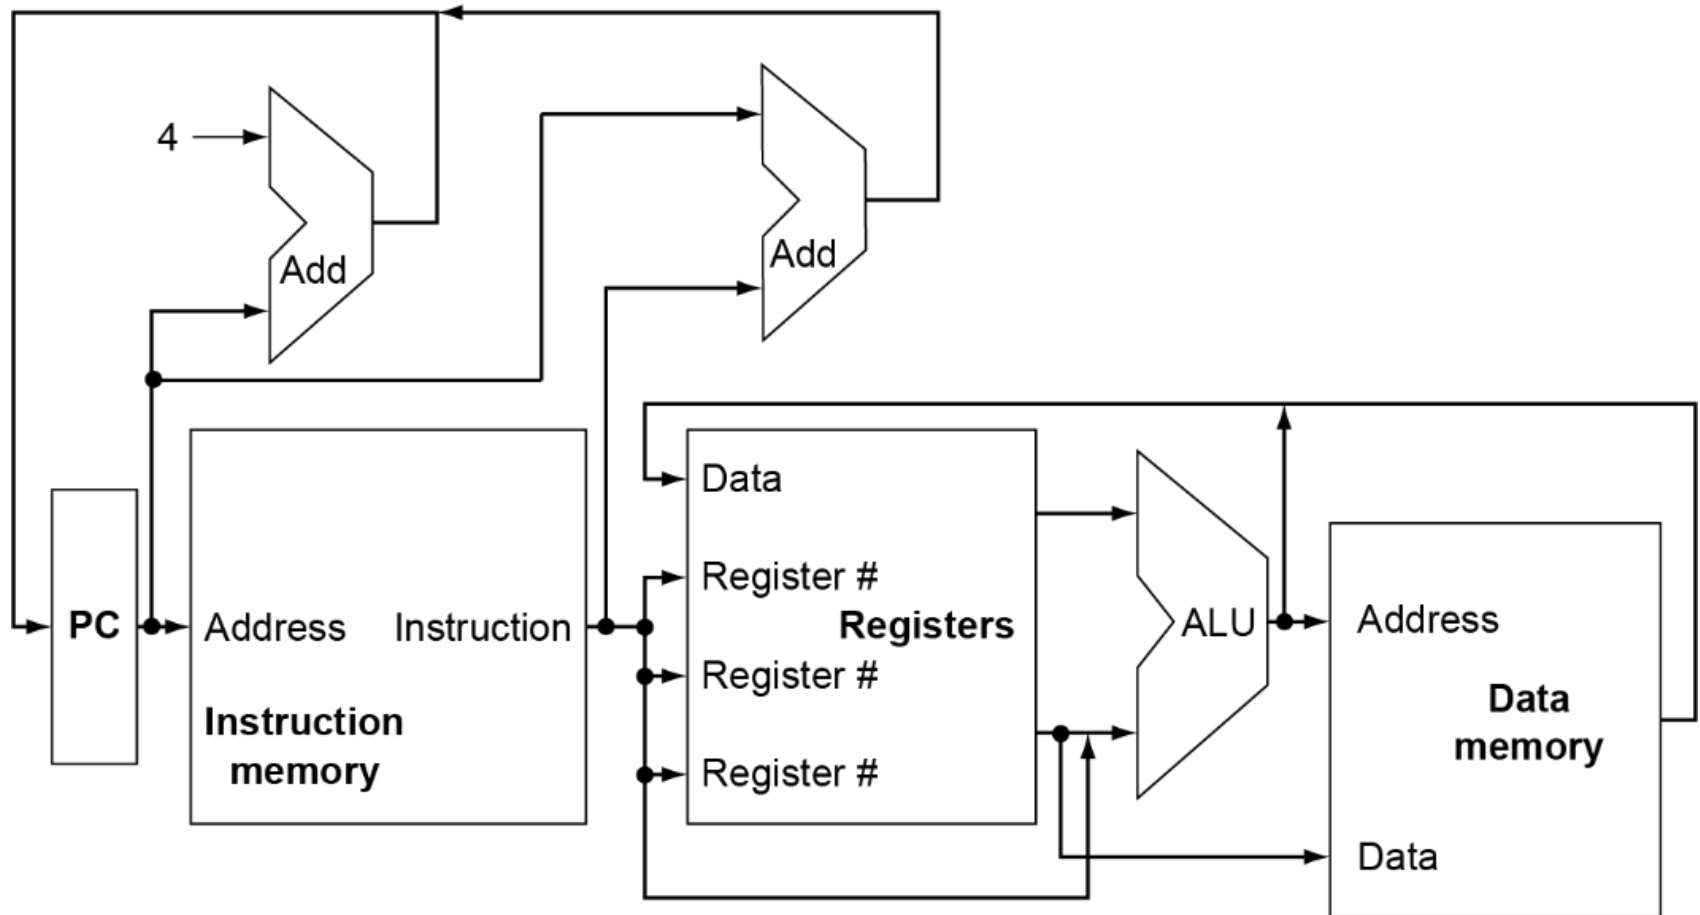 4
Add
Add
Data
Register #
PC
Address
Instruction
Registers
ALU
Address
Register #
Instruction
memory
Data
memory
Register #
Data